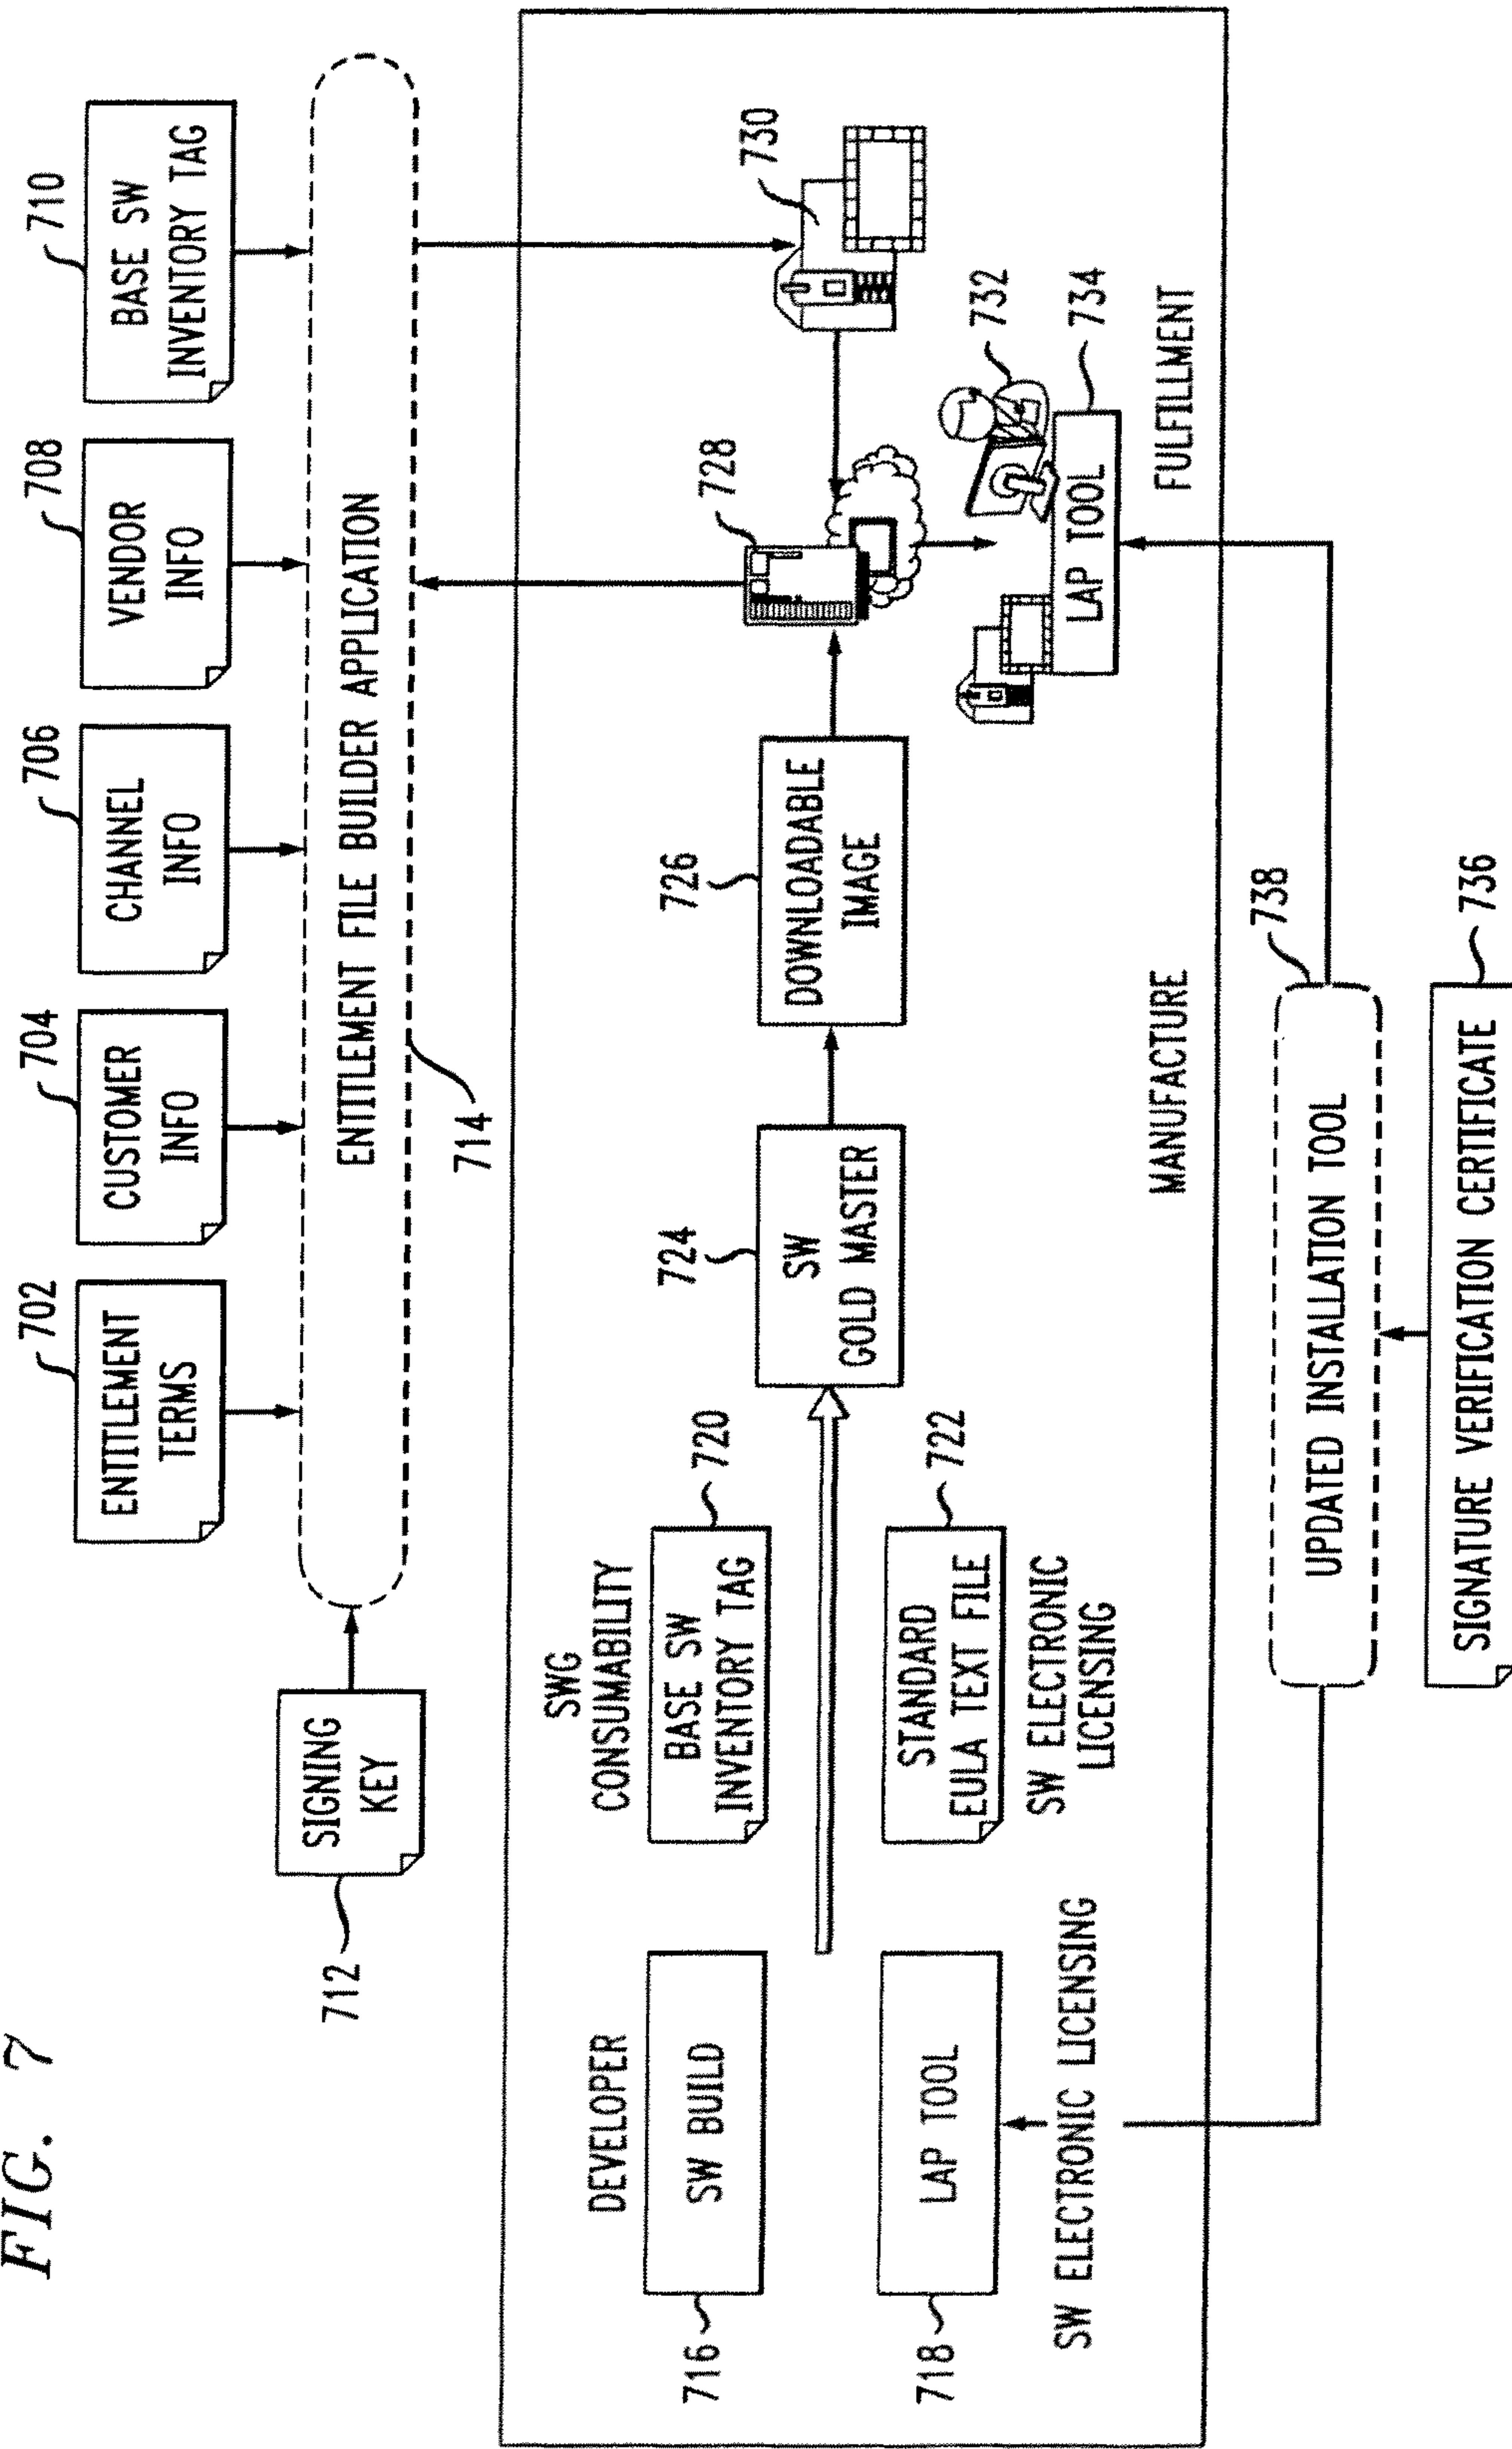 FIG. 7
702
ENTITLEMENT
TERMS
704
CUSTOMER
INFO
706
CHANNEL
INFO
708
VENDOR
INFO
710
BASE SW
INVENTORY TAG
712
SIGNING
KEY
ENTITLEMENT FILE BUILDER APPLICATION
714
DEVELOPER
SW BUILD
716
LAP TOOL
718
SW ELECTRONIC LICENSING
SWG
CONSUMABILITY
BASE SW
INVENTORY TAG
720
STANDARD
EULA TEXT FILE
722
SW ELECTRONIC
LICENSING
724
SW
GOLD MASTER
726
DOWNLOADABLE
IMAGE
728
730
732
LAP TOOL
734
MANUFACTURE
FULFILLMENT
738
UPDATED INSTALLATION TOOL
SIGNATURE VERIFICATION CERTIFICATE
736